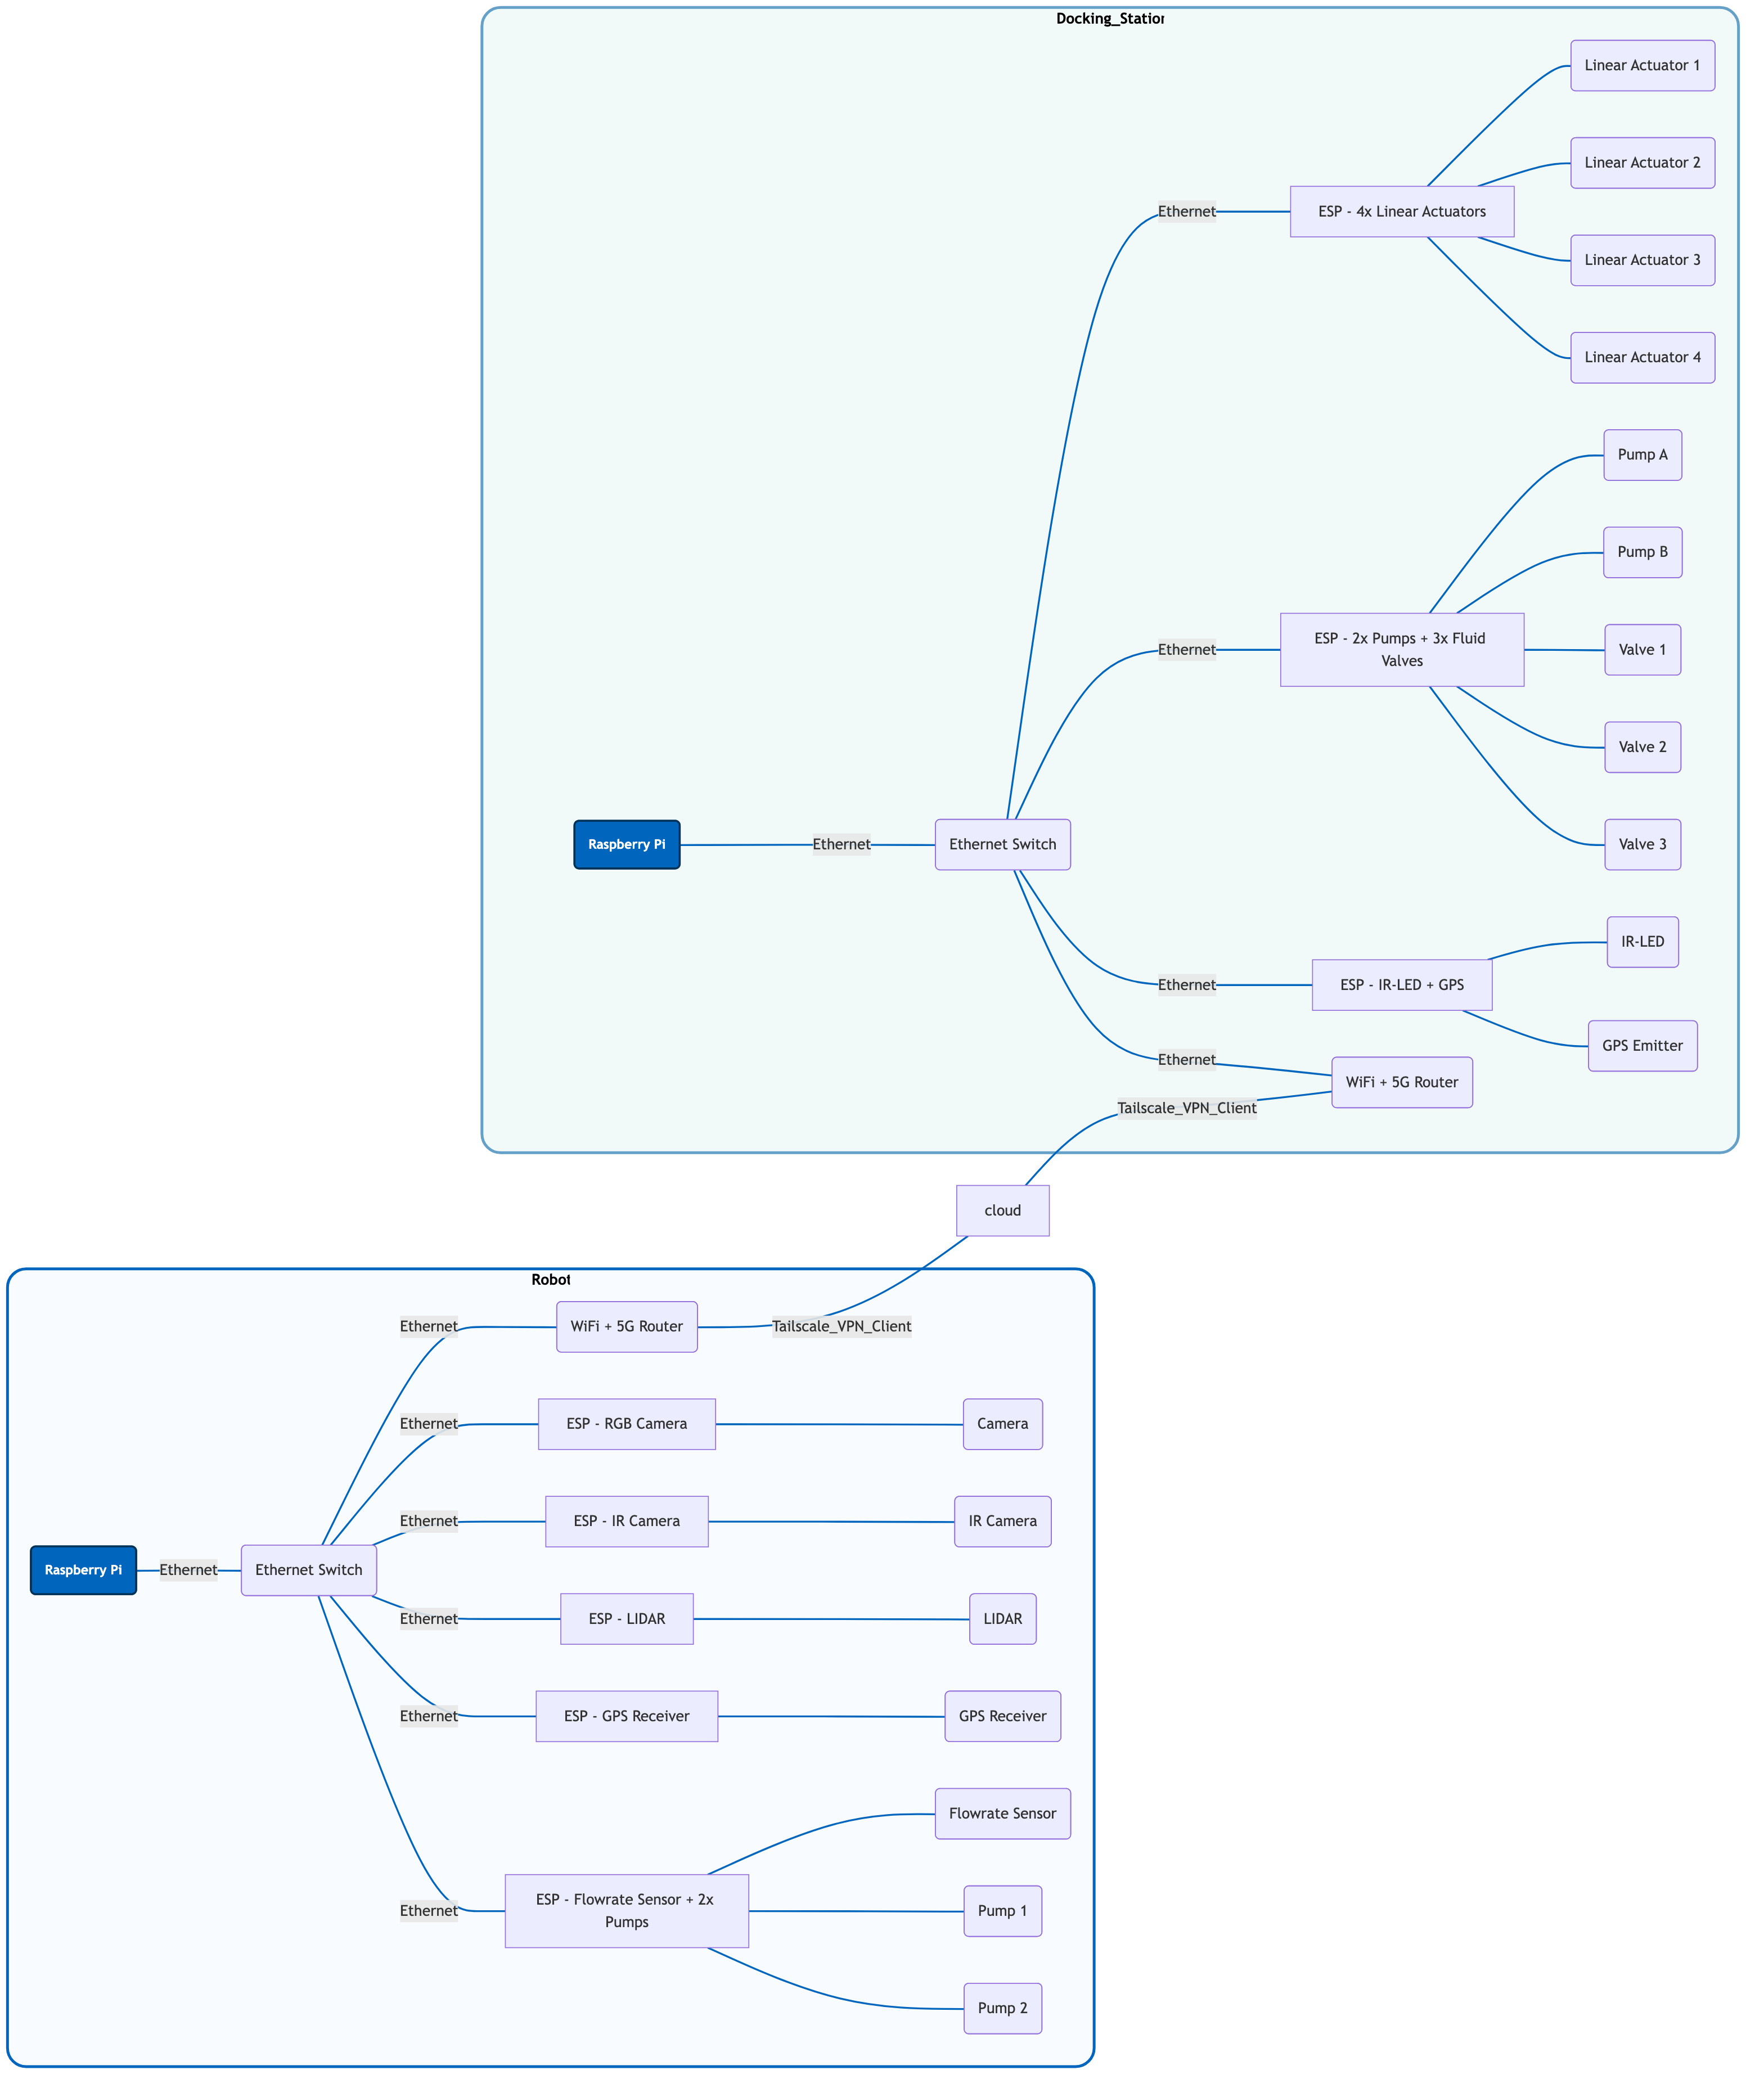 Docking_Station
Linear Actuator 1
Linear Actuator 2
Ethernet
ESP - 4x Linear Actuators
Linear Actuator 3
Linear Actuator 4
Pump A
Pump B
Ethernet
ESP - 2x Pumps + 3x Fluid
Valves
Valve 1
Valve 2
Raspberry Pi
Ethernet
Ethernet Switch
Valve 3
IR-LED
Ethernet
ESP - IR-LED + GPS
GPS Emitter
Ethernet
WiFi + 5G Router
Tailscale_VPN_Client
cloud
Robot
Ethernet
WiFi + 5G Router
Tailscale_VPN_Client
Ethernet
ESP - RGB Camera
Camera
Ethernet
ESP - IR Camera
IR Camera
Raspberry Pi
Ethernet
Ethernet Switch
Ethernet
ESP - LIDAR
LIDAR
Ethernet
ESP - GPS Receiver
GPS Receiver
Flowrate Sensor
Ethernet
ESP - Flowrate Sensor + 2x
Pumps
Pump 1
Pump 2